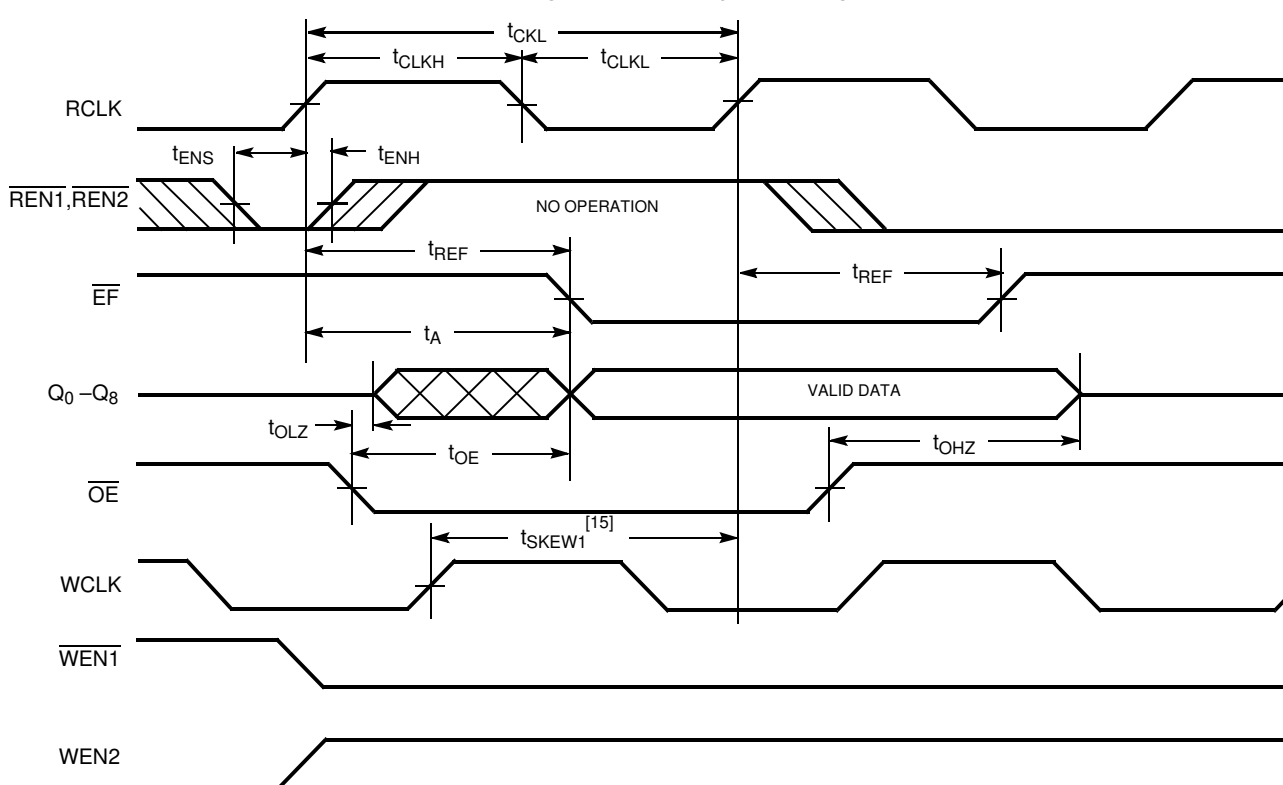 tCKL
tCLKH
tCLKL
RCLK
tENS
tENH
REN1,REN2
NO OPERATION
tREF
tREF
EF
tA
Q0 –Q8
VALID DATA
tOLZ
tOE
tOHZ
OE
tSKEW1 [15]
WCLK
WEN1
WEN2